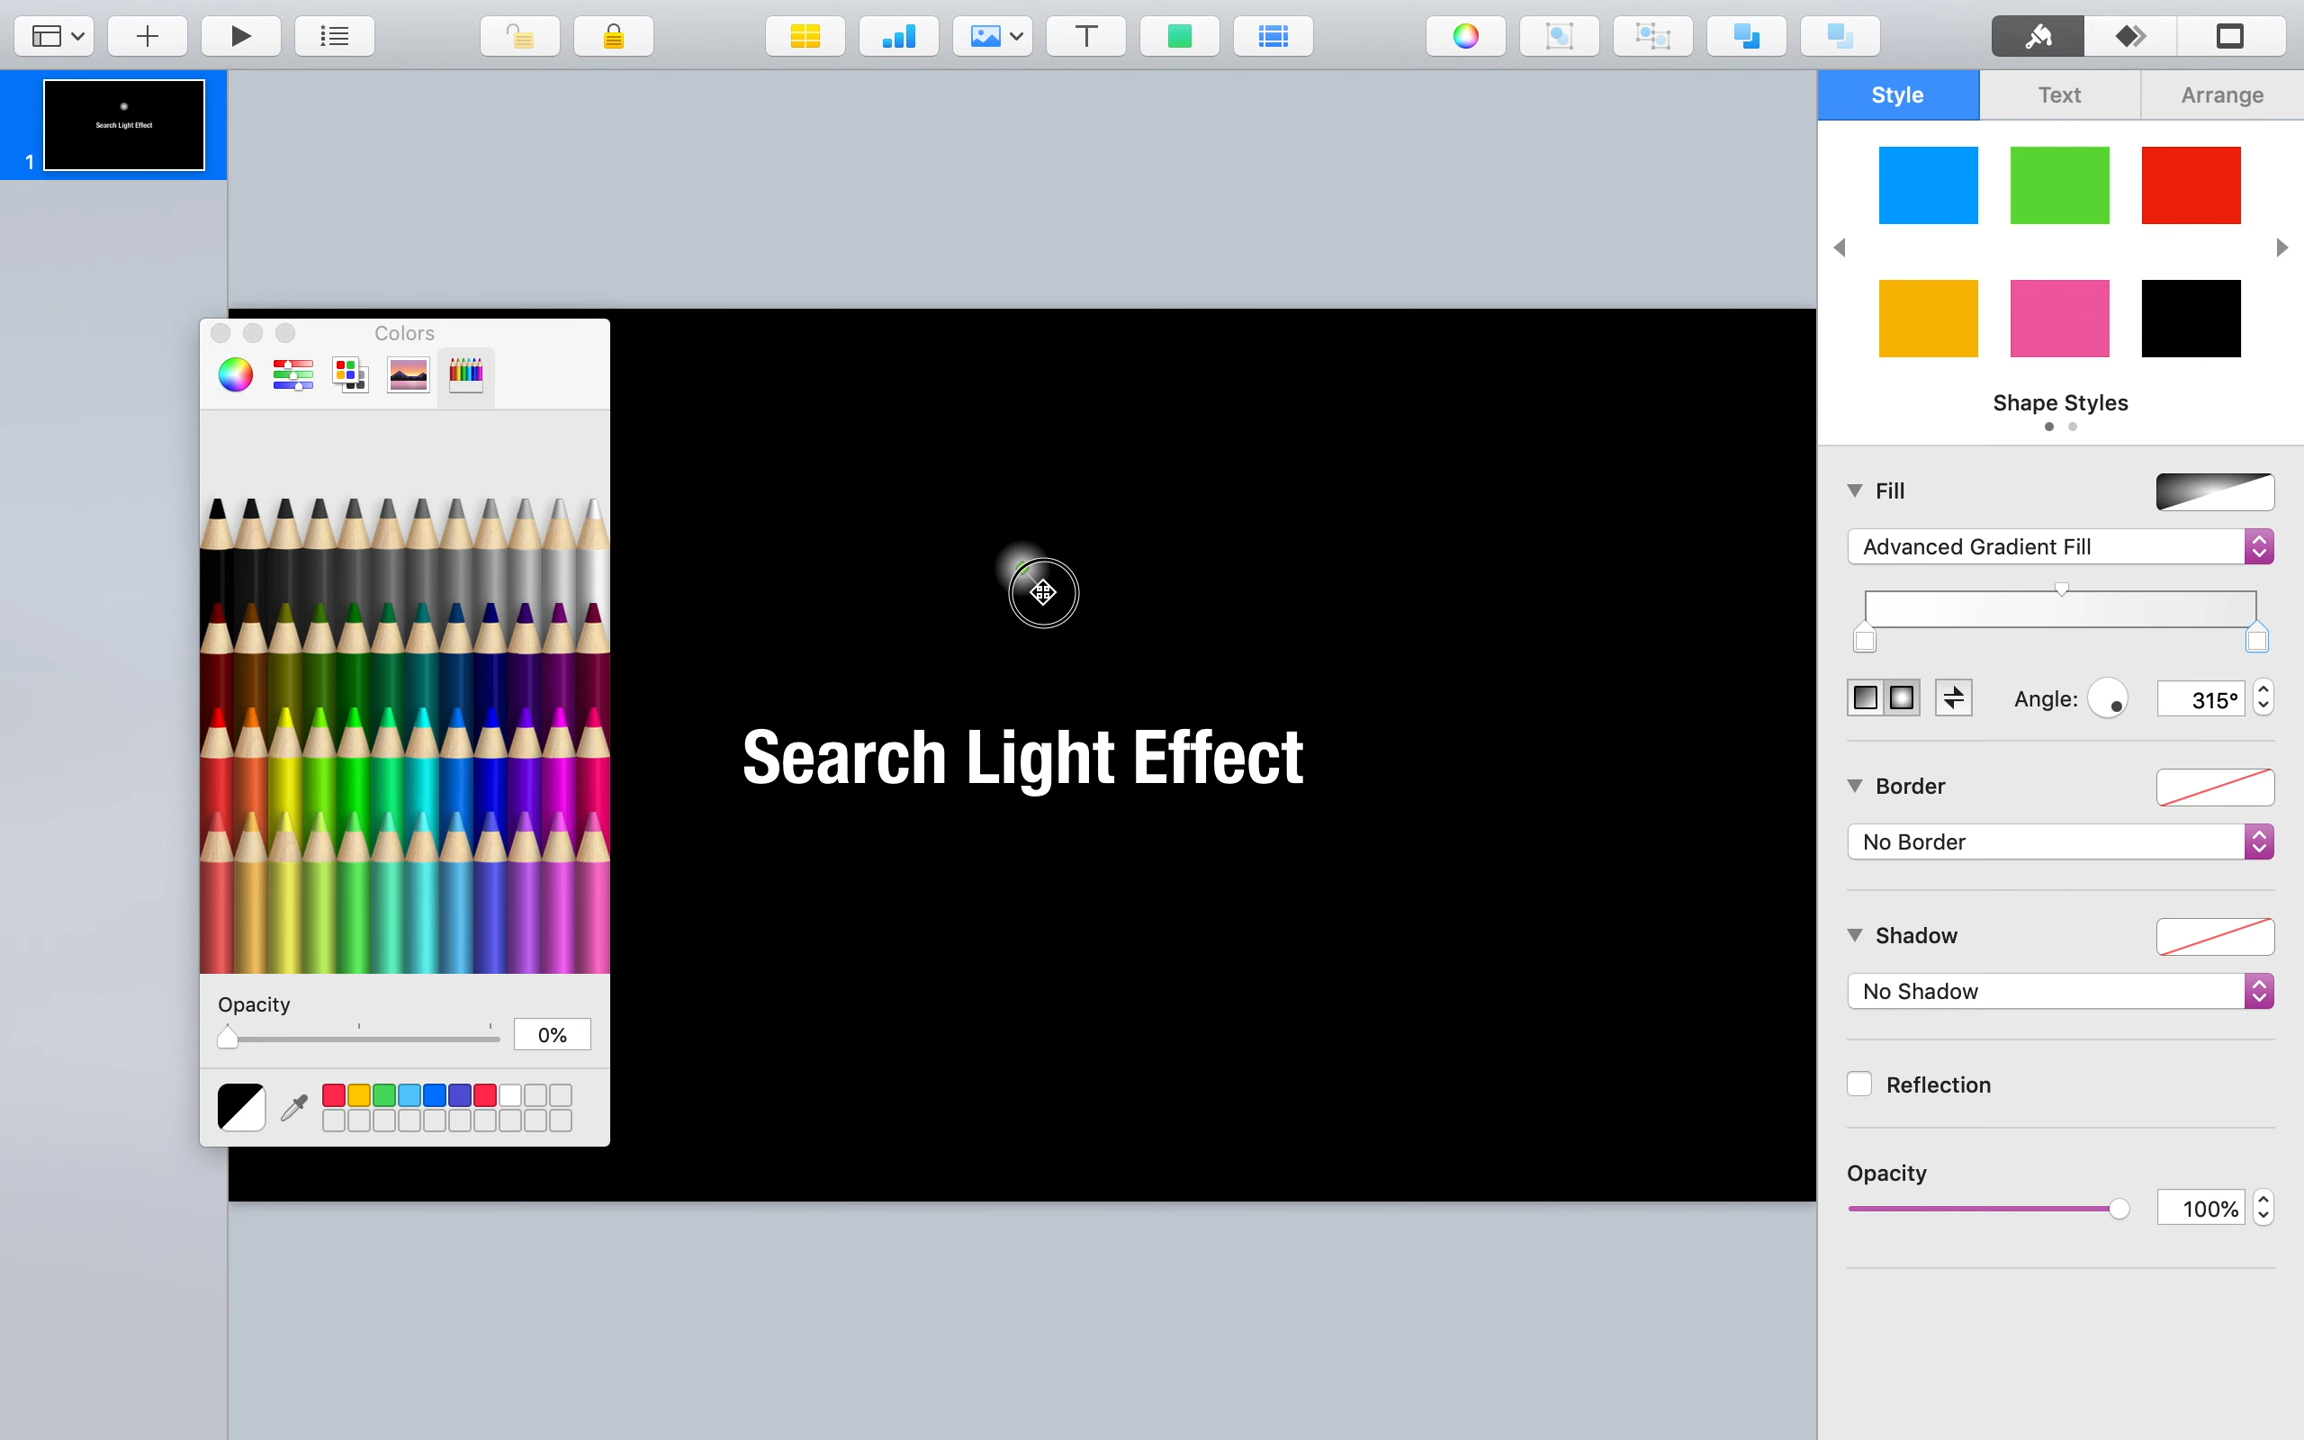 Style
Text
Arrange
Search Light Effect
1
Colors
Shape Styles
Fill
Advanced Gradient Fill
Angle:
315°
Search Light Effect
Border
No Border
Shadow
No Shadow
Opacity
0%
Reflection
Opacity
100%